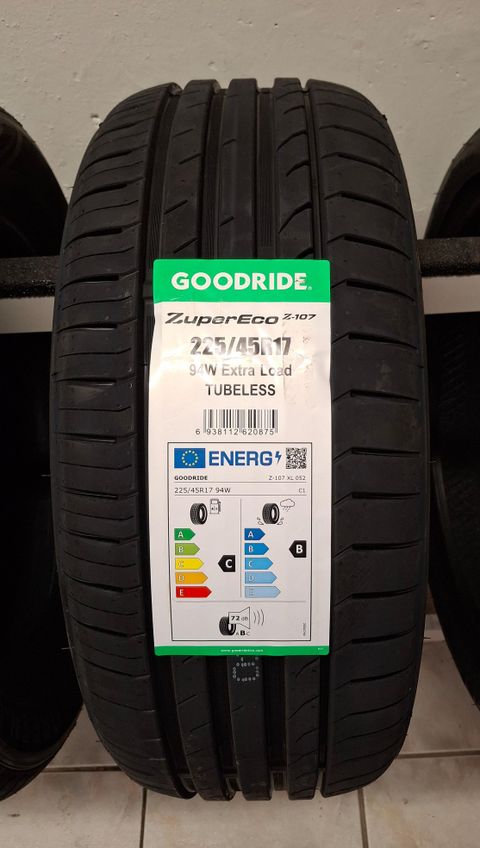 GOODRIDE®
ZuperEco Z-107
225/45R17
94W Extra Load
TUBELESS
6 938112 620875
ENERG
GOODRIDE Z-107 XL 052
225/45R17 94W C1
A A
B B B
C C C
D D
E E
72 dB
ABC